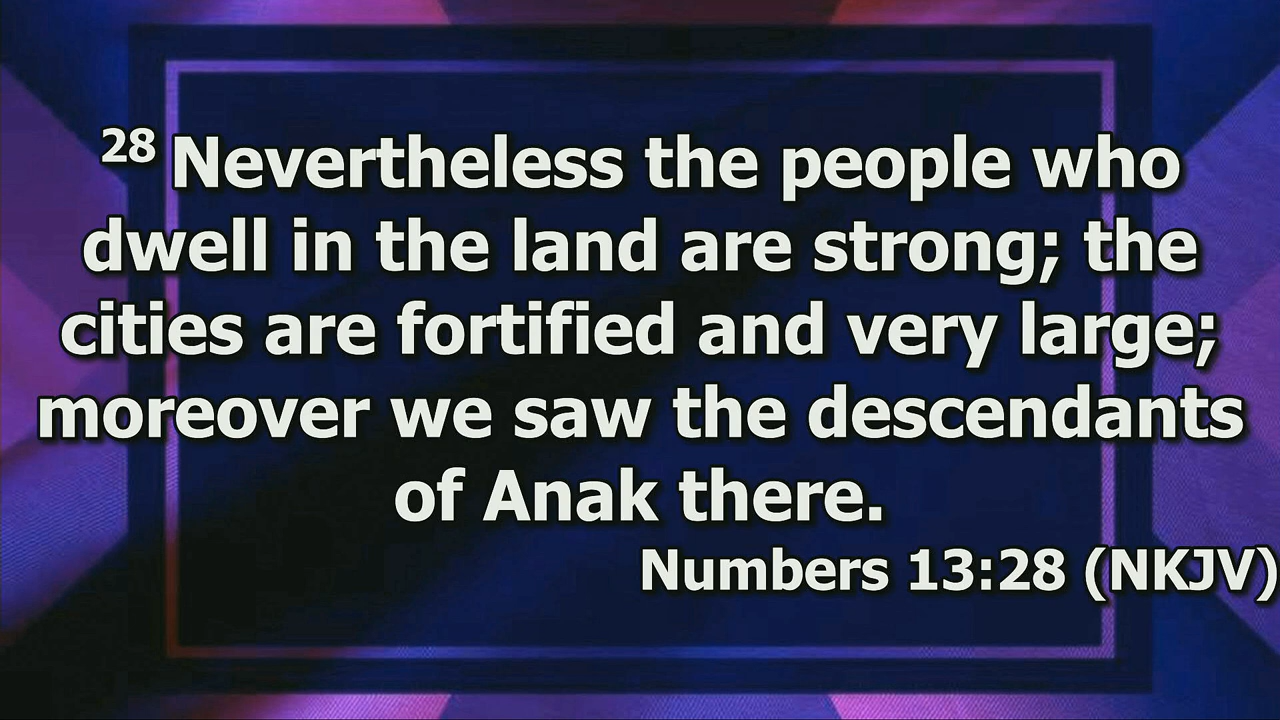 28 Nevertheless the people who
dwell in the land are strong; the
cities are fortified and very large;
moreover we saw the descendants
of Anak there.
Numbers 13:28 (NKJV)